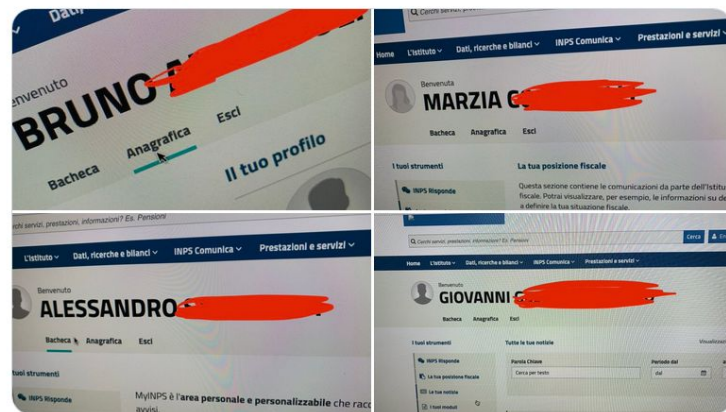 Dati,
Benvenuto
BRUNO
Bacheca Anagrafica Esci
Il tuo profilo
Cerchi servizi, prestazioni,
Home L'Istituto Dati, ricerche e bilanci INPS Comunica Prestazioni e servizi
Benvenuta
MARZIA
Bacheca Anagrafica Esci
I tuoi strumenti
La tua posizione fiscale
INPS Risponde
Questa sezione contiene le comunicazioni da parte dell'Istitu
fiscale. Potrai visualizzare, per esempio, le informazioni su de
a definire la tua situazione fiscale.
rchi servizi, prestazioni, informazioni? Es. Pensioni
L'Istituto Dati, ricerche e bilanci INPS Comunica Prestazioni e servizi
Benvenuto
ALESSANDRO
Bacheca Anagrafica Esci
tuoi strumenti
INPS Risponde
MyINPS è l'area personale e personalizzabile che racc
avvisi.
Cerchi servizi, prestazioni, informazioni? Es. Pensioni
Cerca
Home L'Istituto Dati, ricerche e bilanci INPS Comunica Prestazioni e servizi
Benvenuto
GIOVANNI
Bacheca Anagrafica Esci
I tuoi strumenti
Tutte le tue notizie
Visualizzaz
INPS Risponde
Parola Chiave
Periodo dal
La tua posizione fiscale
Cerca per testo
dal
Le tue notizie
I tuoi moduli